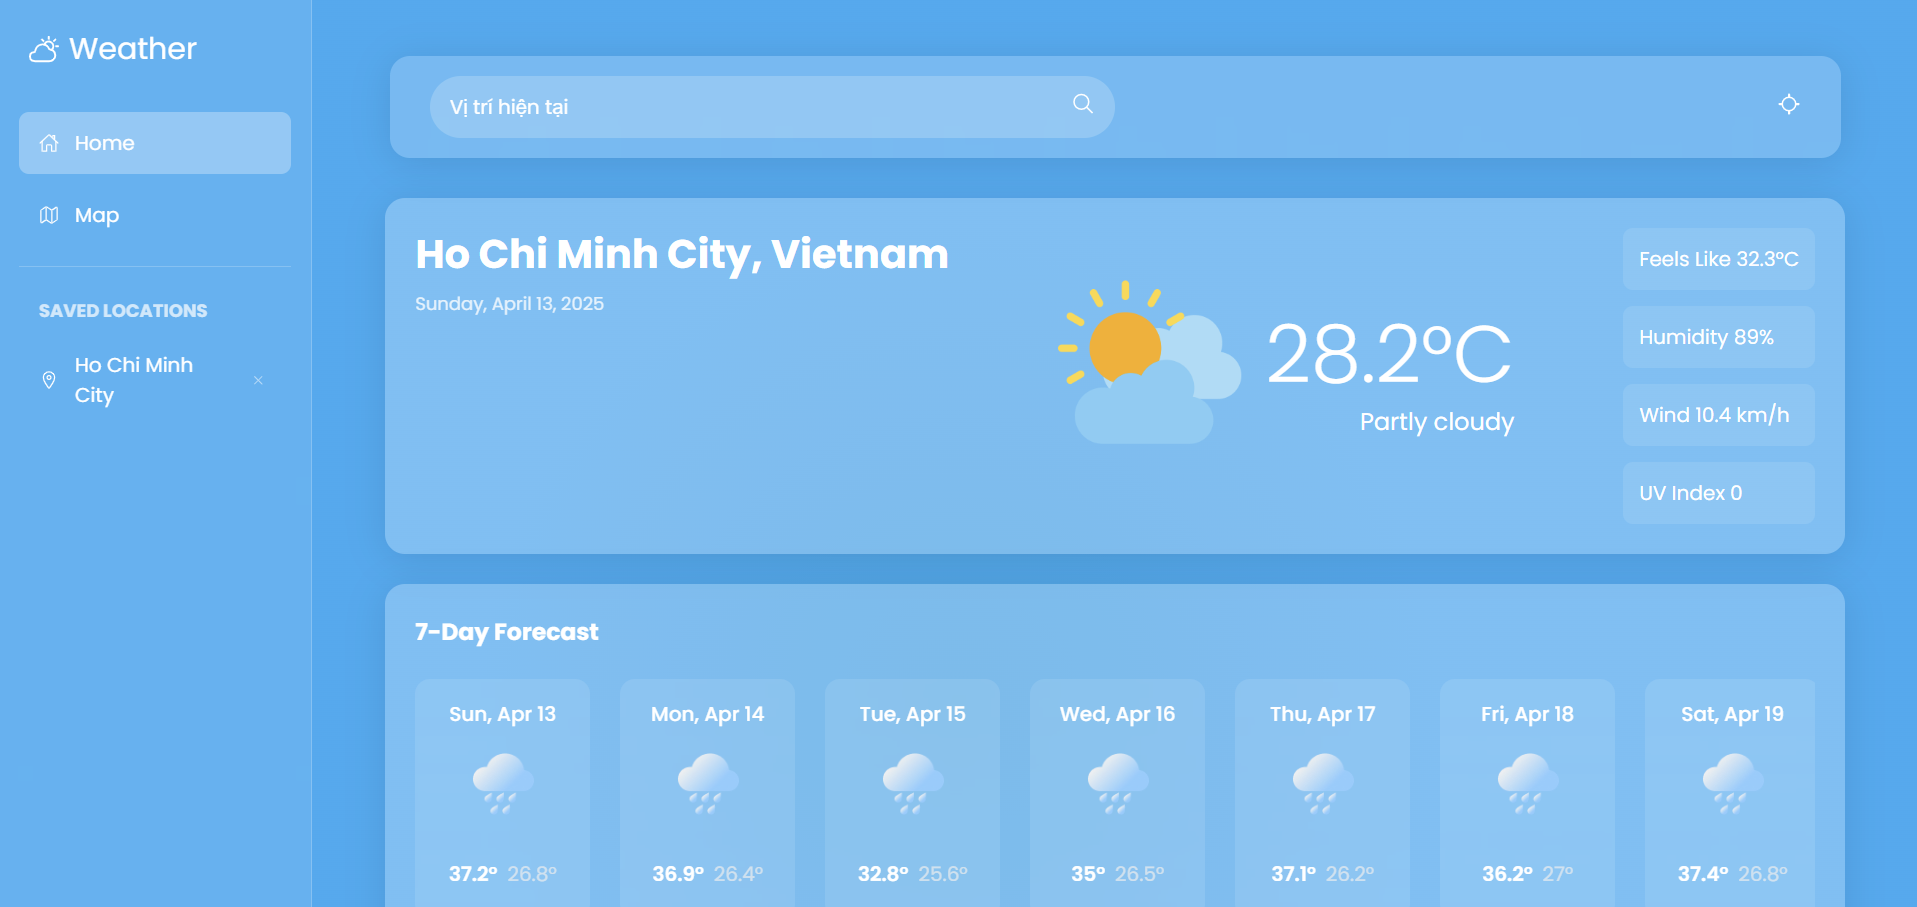 Weather
Home
Map
SAVED LOCATIONS
Ho Chi Minh
City
Vị trí hiện tại
Ho Chi Minh City, Vietnam
Sunday, April 13, 2025
28.2°C
Partly cloudy
Feels Like 32.3°C
Humidity 89%
Wind 10.4 km/h
UV Index 0
7-Day Forecast
Sun, Apr 13
37.2° 26.8°
Mon, Apr 14
36.9° 26.4°
Tue, Apr 15
32.8° 25.6°
Wed, Apr 16
35° 26.5°
Thu, Apr 17
37.1° 26.2°
Fri, Apr 18
36.2° 27°
Sat, Apr 19
37.4° 26.8°